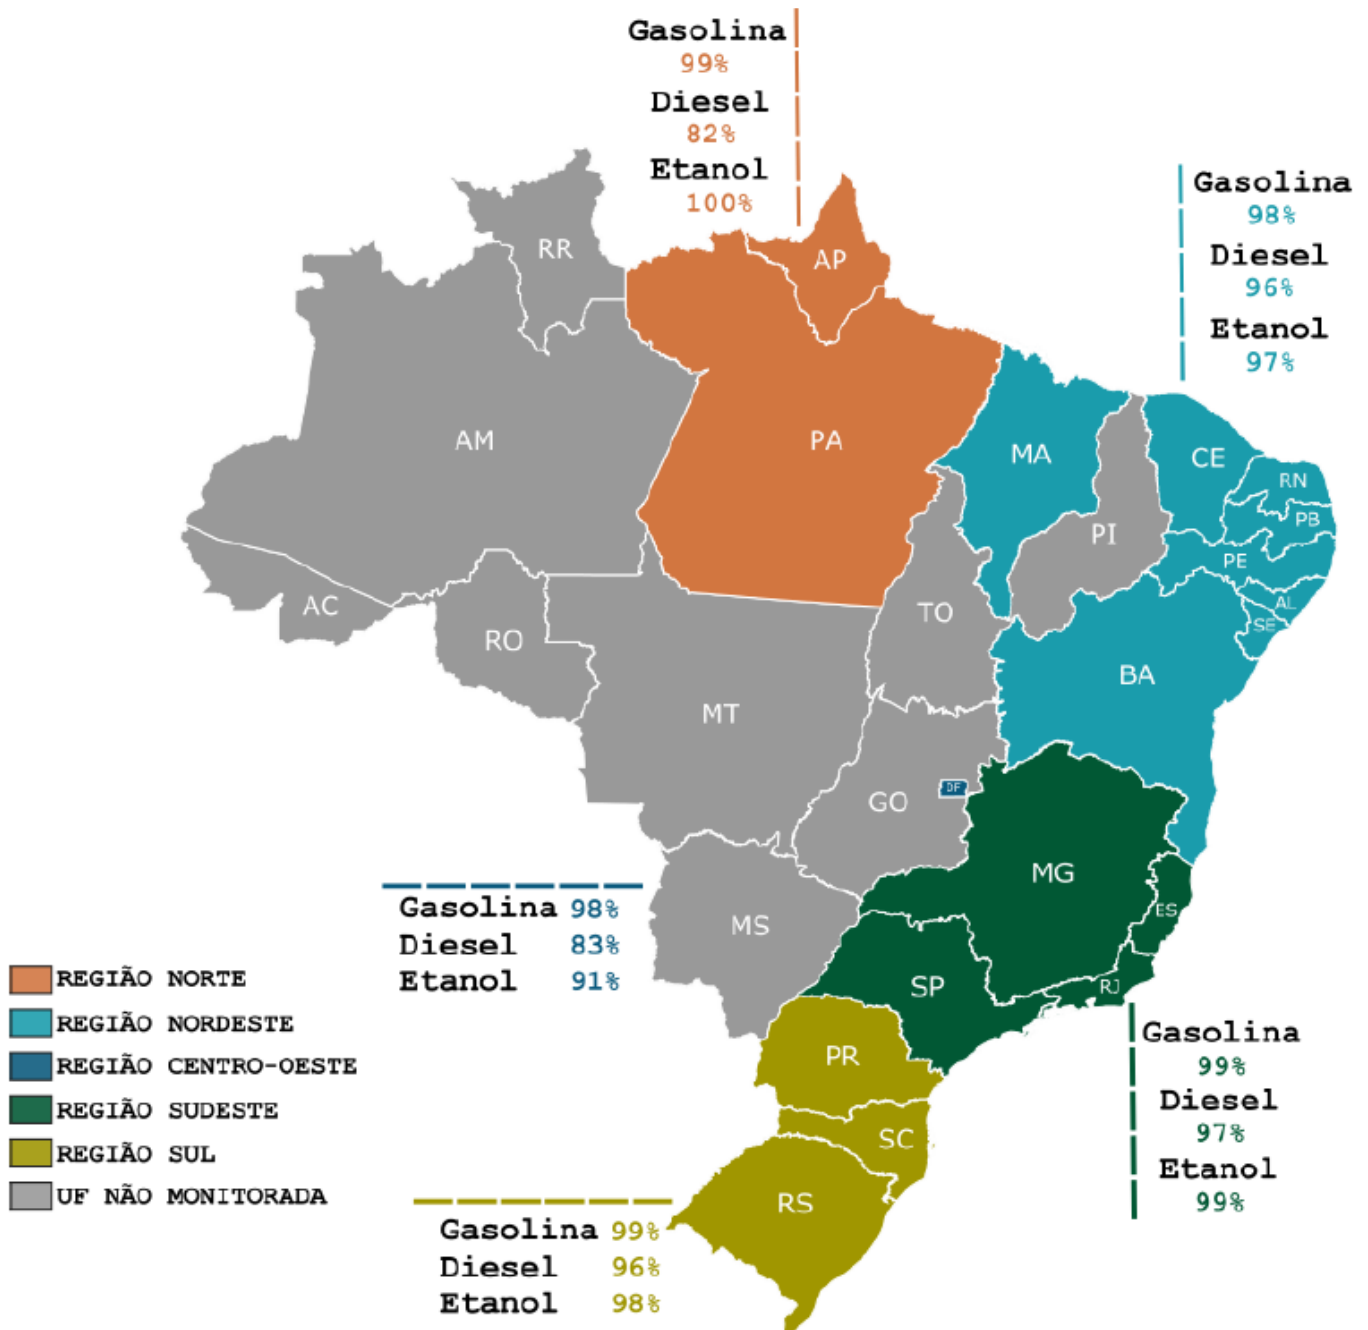 Gasolina
99%
Diesel
82%
Etanol
100%
Gasolina
98%
Diesel
96%
Etanol
97%
RR
AP
AM
PA
MA
CE
RN
PB
PI
PE
AL
SE
AC
RO
TO
BA
MT
GO
DF
MG
ES
MS
SP
RJ
PR
SC
RS
Gasolina 98%
Diesel 83%
Etanol 91%
REGIÃO NORTE
REGIÃO NORDESTE
REGIÃO CENTRO-OESTE
REGIÃO SUDESTE
REGIÃO SUL
UF NÃO MONITORADA
Gasolina
99%
Diesel
97%
Etanol
99%
Gasolina 99%
Diesel 96%
Etanol 98%